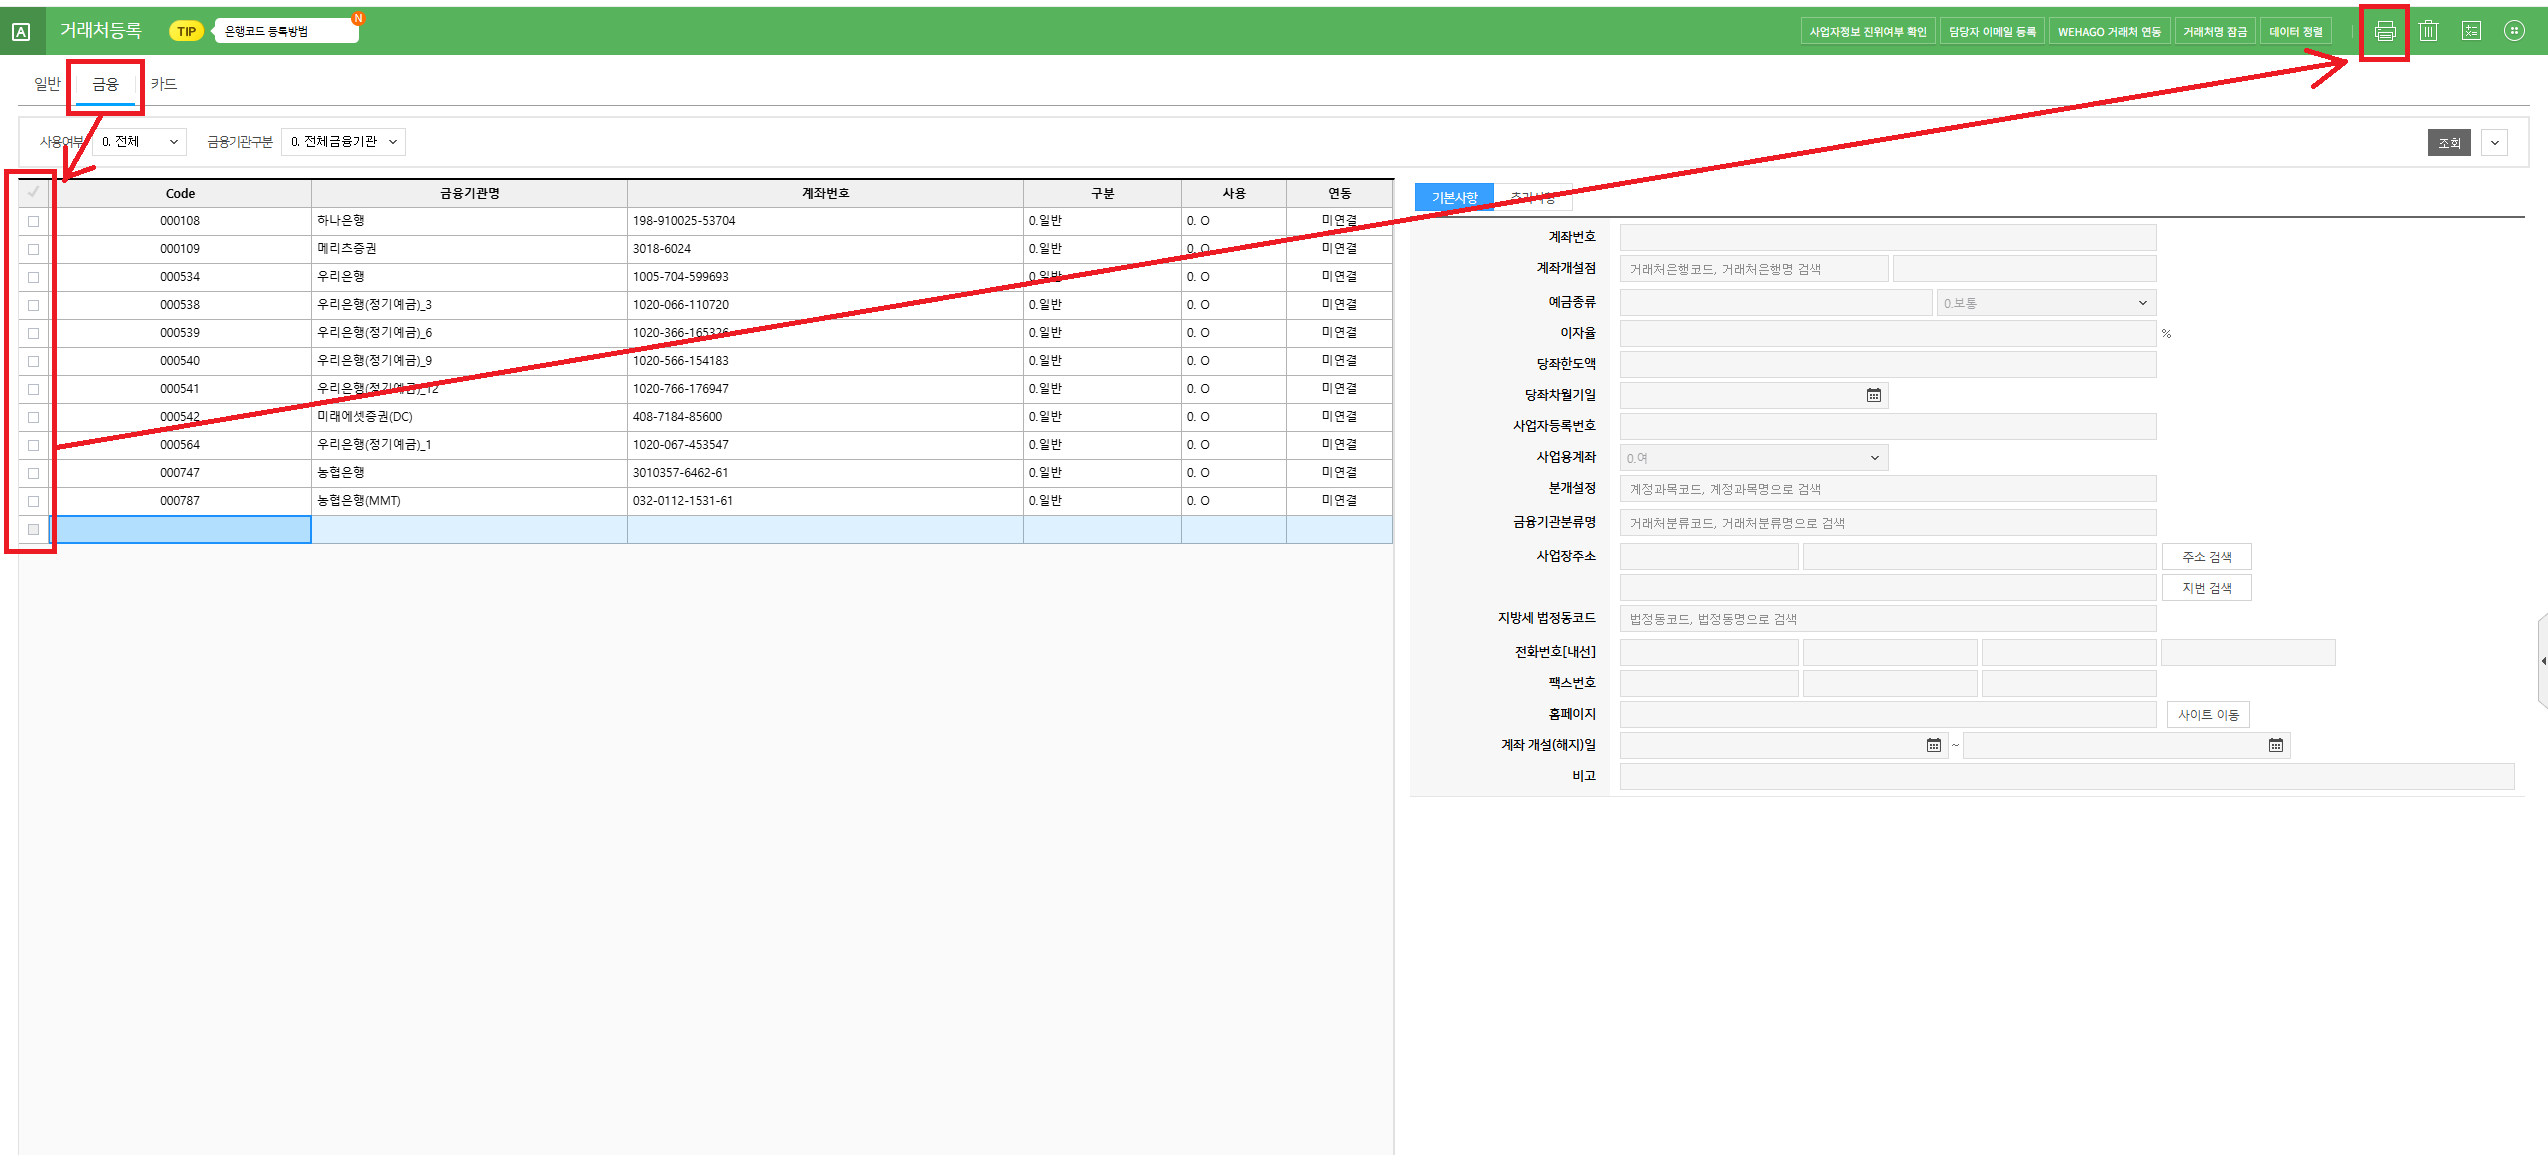 A 거래처등록 TIP 은행코드 등록방법 N 사업자정보 진위여부 확인 담당자 이메일 등록 WEHAGO 거래처 연동 거래처명 잠금 데이터 정렬
일반 금융 카드
사용여부 0. 전체 금융기관구분 0. 전체금융기관 조회
Code 금융기관명 계좌번호 구분 사용 연동
000108 하나은행 198-910025-53704 0.일반 0. O 미연결
000109 메리츠증권 3018-6024 0.일반 0. O 미연결
000534 우리은행 1005-704-599693 0.일반 0. O 미연결
000538 우리은행(정기예금)_3 1020-066-110720 0.일반 0. O 미연결
000539 우리은행(정기예금)_6 1020-366-165326 0.일반 0. O 미연결
000540 우리은행(정기예금)_9 1020-566-154183 0.일반 0. O 미연결
000541 우리은행(정기예금)_12 1020-766-176947 0.일반 0. O 미연결
000542 미래에셋증권(DC) 408-7184-85600 0.일반 0. O 미연결
000564 우리은행(정기예금)_1 1020-067-453547 0.일반 0. O 미연결
000747 농협은행 3010357-6462-61 0.일반 0. O 미연결
000787 농협은행(MMT) 032-0112-1531-61 0.일반 0. O 미연결
기본사항 추가사항
계좌번호
계좌개설점 거래처은행코드, 거래처은행명 검색
예금종류 0.보통
이자율 %
당좌한도액
당좌차월기일
사업자등록번호
사업용계좌 0.여
분개설정 계정과목코드, 계정과목명으로 검색
금융기관분류명 거래처분류코드, 거래처분류명으로 검색
사업장주소 주소 검색
지번 검색
지방세 법정동코드 법정동코드, 법정동명으로 검색
전화번호[내선]
팩스번호
홈페이지 사이트 이동
계좌 개설(해지)일 ~
비고